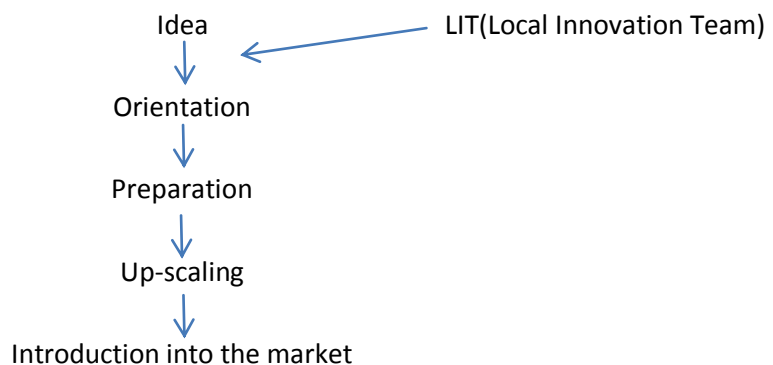 Idea
LIT(Local Innovation Team)
Orientation
Preparation
Up-scaling
Introduction into the market